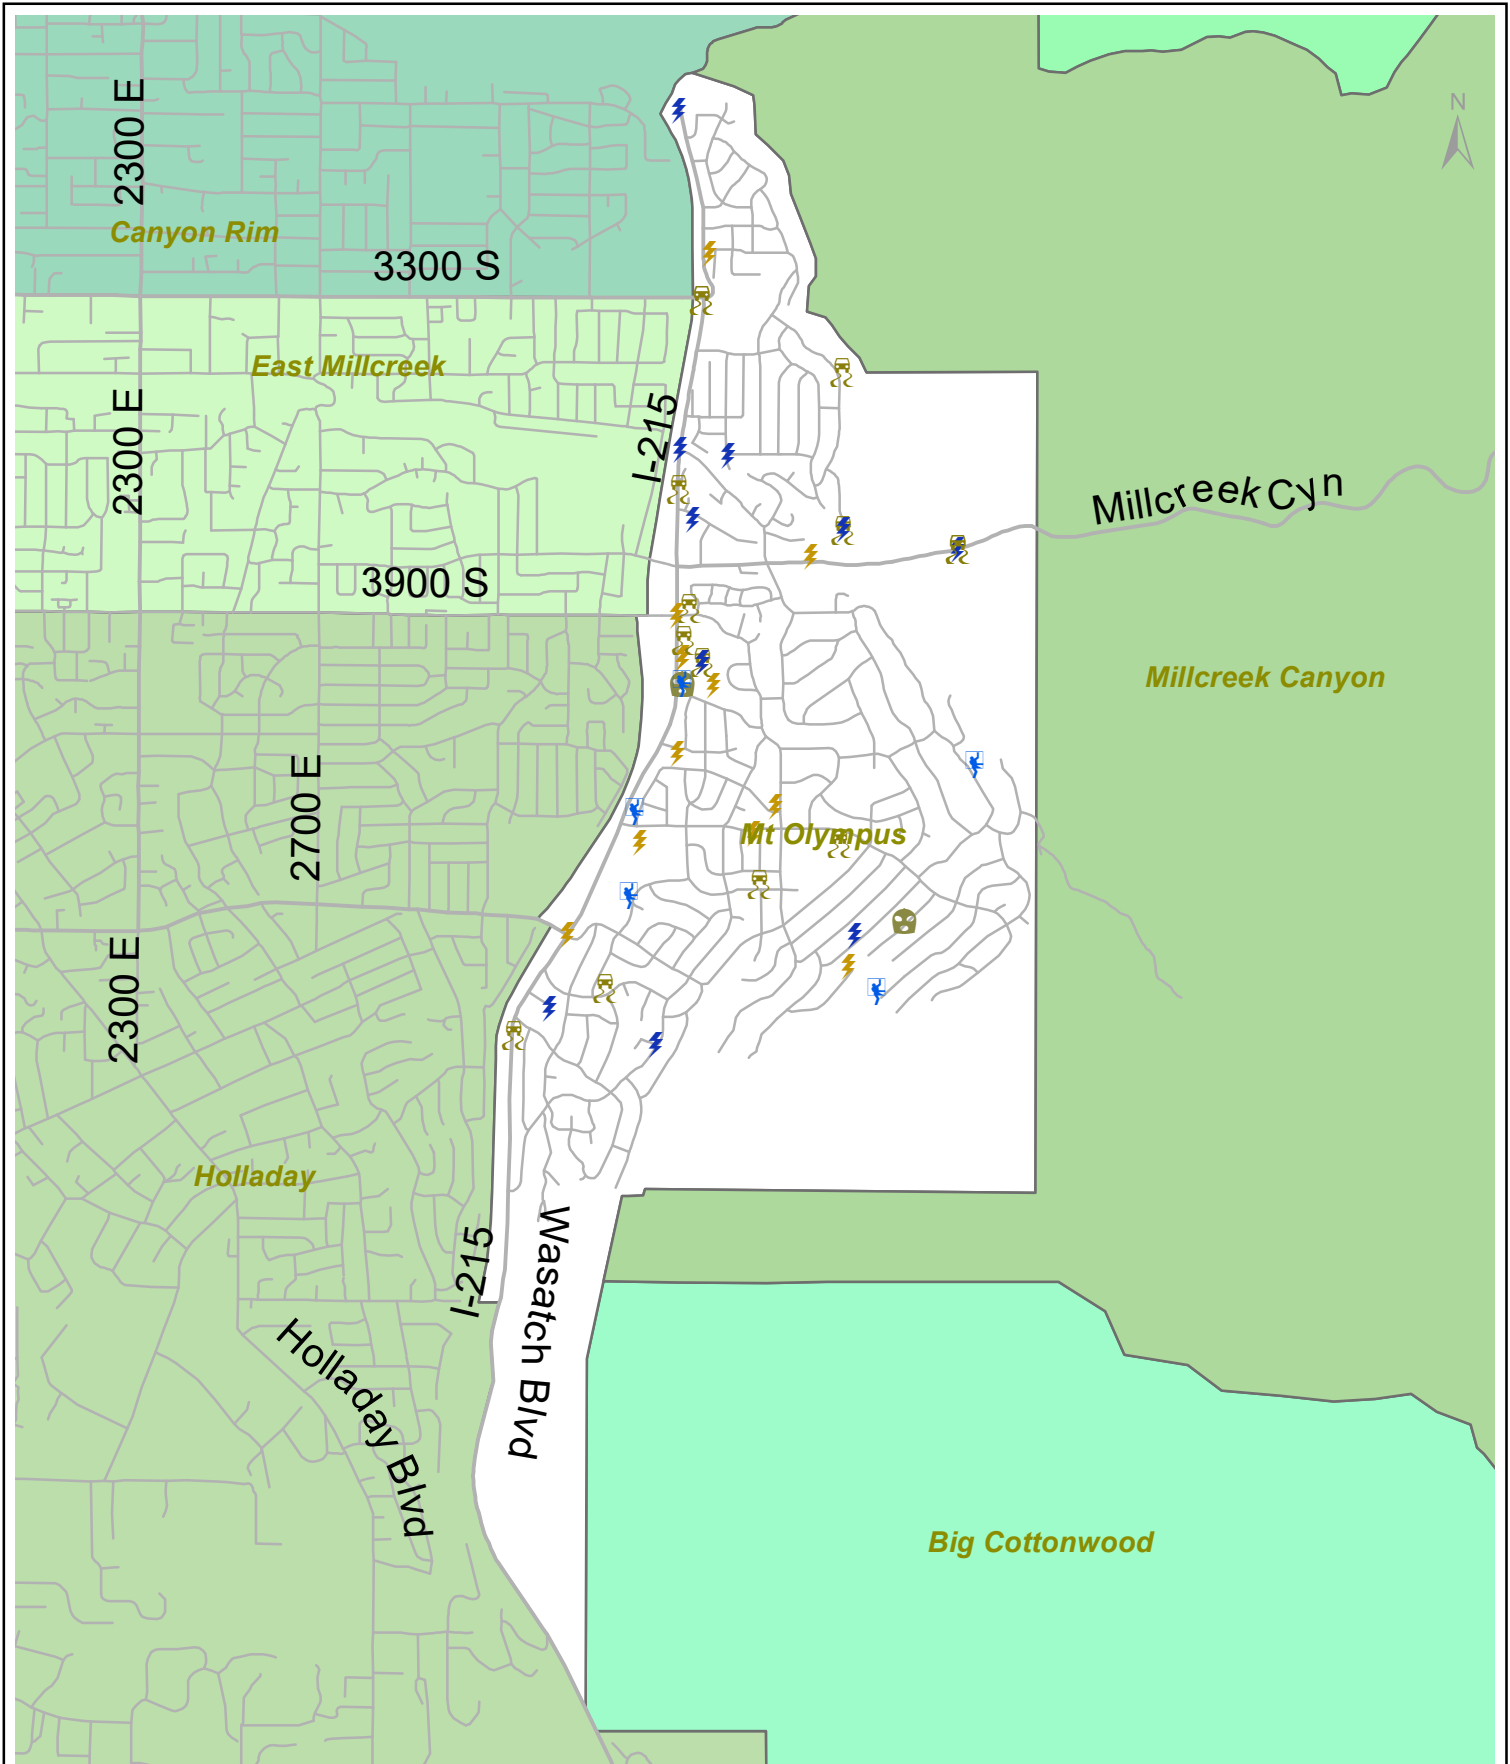 N
2300 E
Canyon Rim
3300 S
East Millcreek
2300 E
I-215
Millcreek Cyn
3900 S
Millcreek Canyon
2700 E
Mt Olympus
2300 E
Holladay
I-215
Wasatch Blvd
Holladay Blvd
Big Cottonwood